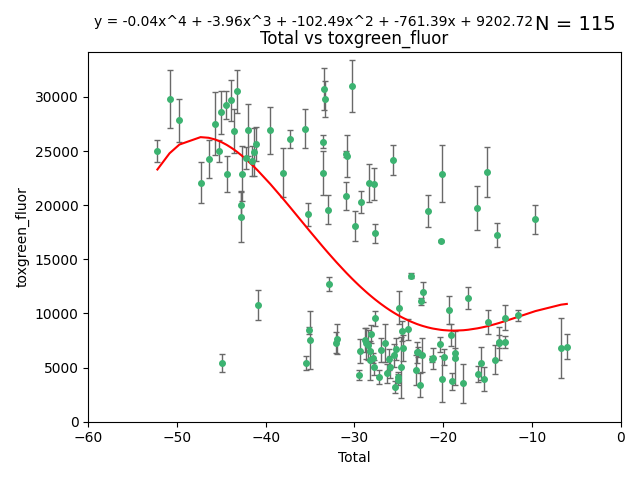 y = -0.04x^4 + -3.96x^3 + -102.49x^2 + -761.39x + 9202.72 N = 115
Total vs toxgreen_fluor
30000
25000
20000
15000
10000
5000
0
toxgreen_fluor
−60 −50 −40 −30 −20 −10 0
Total